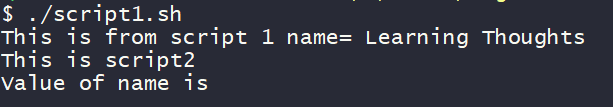 $ ./script1.sh
This is from script 1 name= Learning Thoughts
This is script2
Value of name is